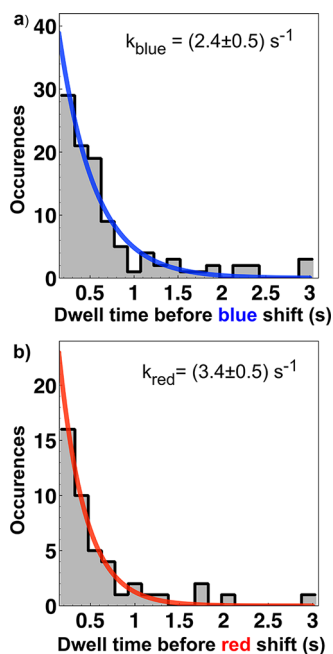 a)
k_blue = (2.4±0.5) s⁻¹
Occurences
40
30
20
10
0
0.5 1 1.5 2 2.5 3
Dwell time before blue shift (s)
b)
k_red= (3.4±0.5) s⁻¹
Occurences
20
15
10
5
0
0.5 1 1.5 2 2.5 3
Dwell time before red shift (s)